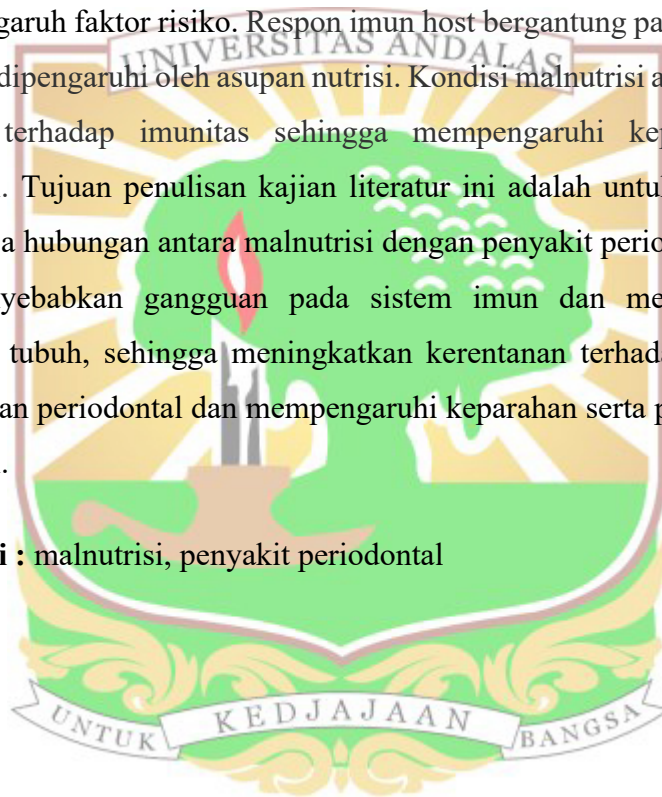 garuh faktor risiko. Respon imun host bergantung pa
UNIVERSITAS ANDALAS
dipengaruhi oleh asupan nutrisi. Kondisi malnutrisi a
terhadap imunitas sehingga mempengaruhi kep
. Tujuan penulisan kajian literatur ini adalah untuk
a hubungan antara malnutrisi dengan penyakit perio
yebabkan gangguan pada sistem imun dan me
tubuh, sehingga meningkatkan kerentanan terhada
an periodontal dan mempengaruhi keparahan serta p
.
i : malnutrisi, penyakit periodontal
UNTUK KEDJAJAAN BANGSA